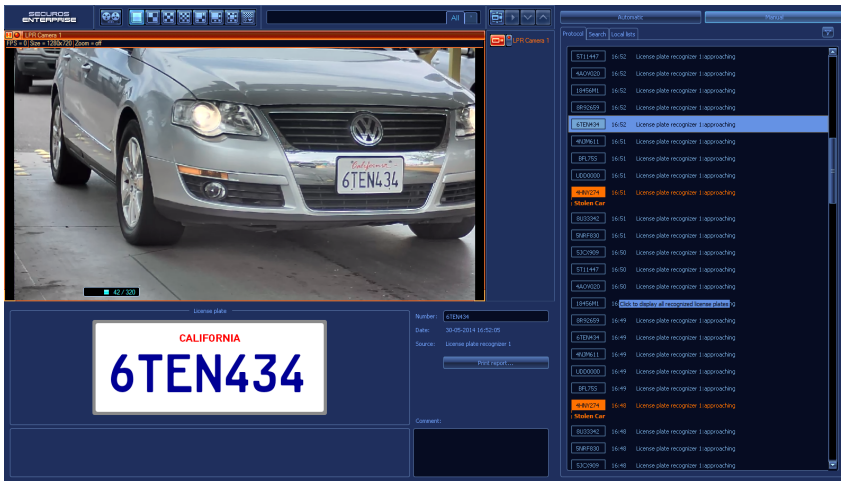 SECUROS
ENTERPRISE
All
Automatic
Manual
LPR Camera 1
FPS = 0 Size = 1280x720 Zoom = off
California
6TEN434
42 / 320
LPR Camera 1
Protocol
Search
Local lists
5T11447 16:52 License plate recognizer 1:approaching
4AOV020 16:52 License plate recognizer 1:approaching
18456M1 16:52 License plate recognizer 1:approaching
8R92659 16:52 License plate recognizer 1:approaching
6TEN434 16:52 License plate recognizer 1:approaching
4NJM611 16:51 License plate recognizer 1:approaching
BFL755 16:51 License plate recognizer 1:approaching
UDD0000 16:51 License plate recognizer 1:approaching
4HNY274 16:51 License plate recognizer 1:approaching
: Stolen Car
8U33342 16:51 License plate recognizer 1:approaching
5NRF830 16:51 License plate recognizer 1:approaching
5JCX909 16:50 License plate recognizer 1:approaching
5T11447 16:50 License plate recognizer 1:approaching
4AOV020 16:50 License plate recognizer 1:approaching
18456M1 16 Click to display all recognized license plates ng
8R92659 16:49 License plate recognizer 1:approaching
6TEN434 16:49 License plate recognizer 1:approaching
4NJM611 16:49 License plate recognizer 1:approaching
UDD0000 16:49 License plate recognizer 1:approaching
BFL755 16:49 License plate recognizer 1:approaching
4HNY274 16:48 License plate recognizer 1:approaching
: Stolen Car
8U33342 16:48 License plate recognizer 1:approaching
5NRF830 16:48 License plate recognizer 1:approaching
5JCX909 16:48 License plate recognizer 1:approaching
License plate
CALIFORNIA
6TEN434
Number: 6TEN434
Date: 30-05-2014 16:52:05
Source: License plate recognizer 1
Print report...
Comment: